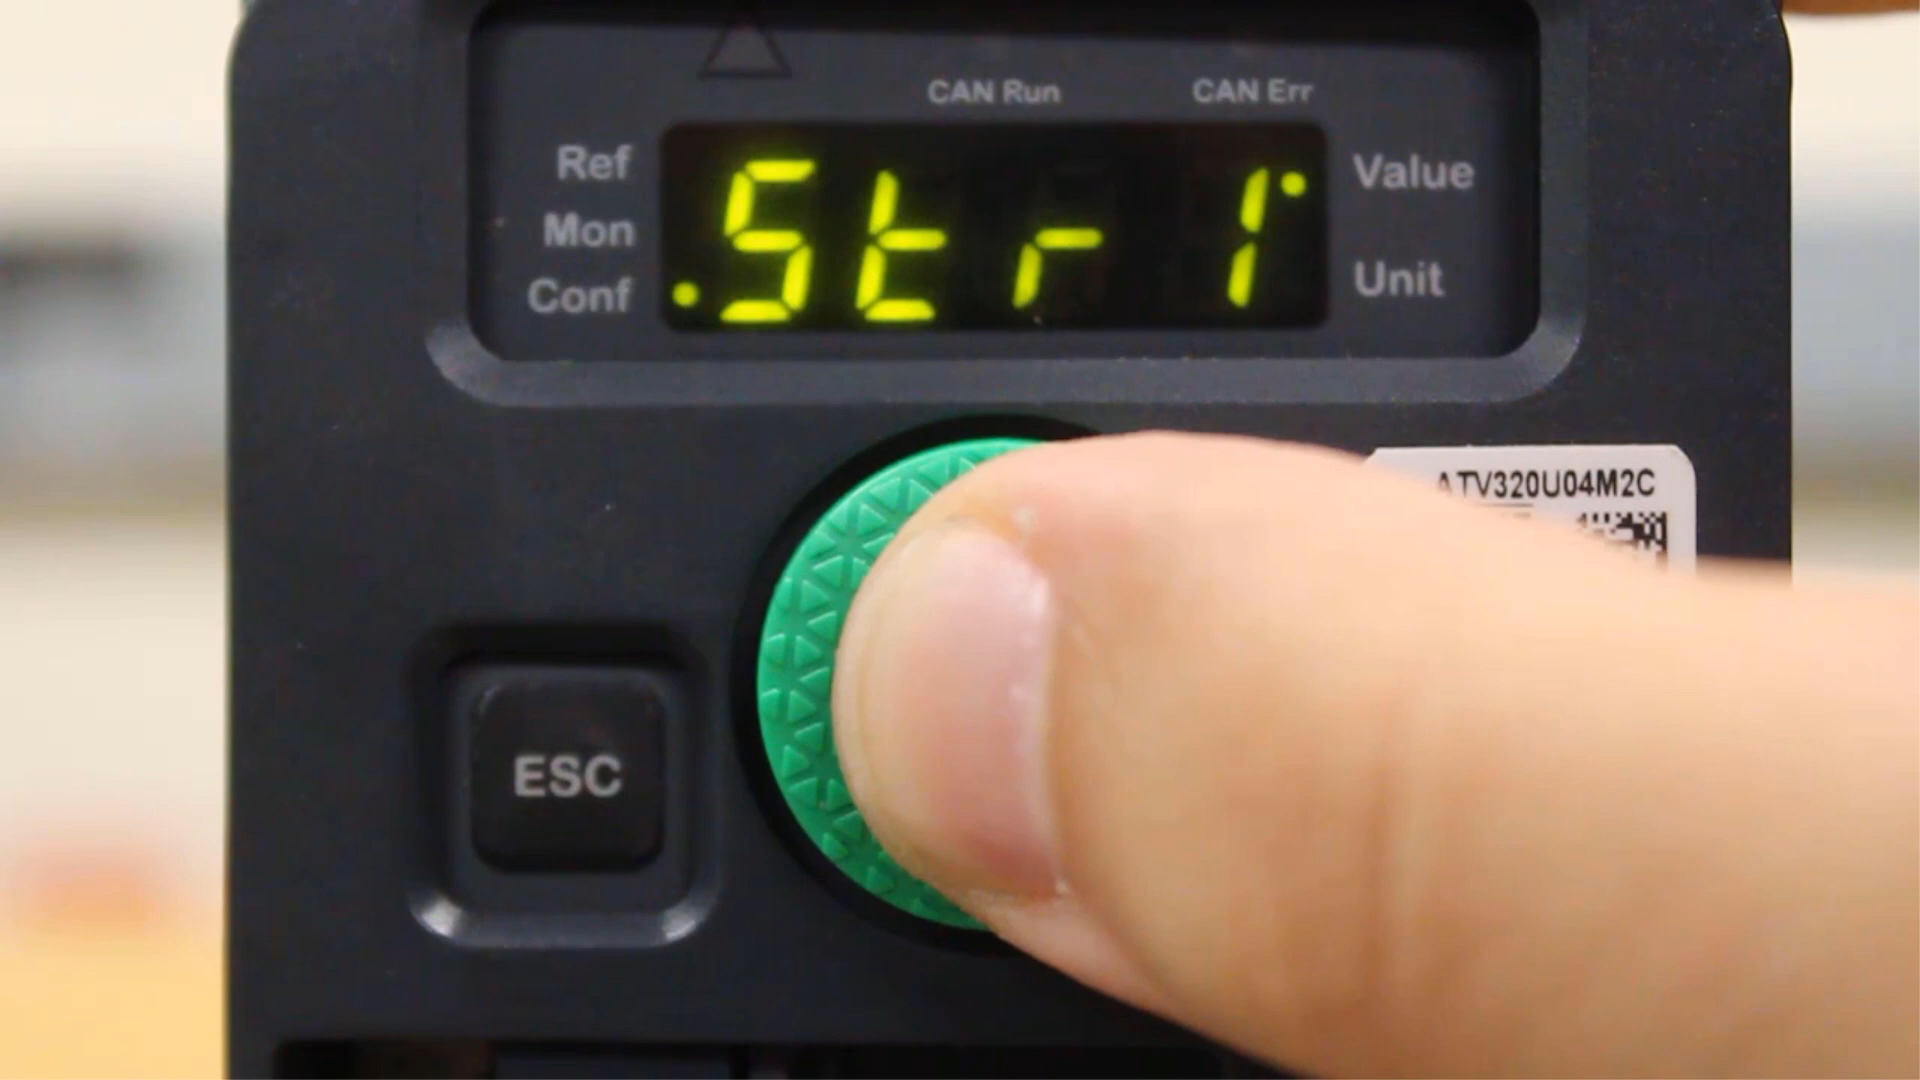 CAN Run CAN Err
Ref
Mon
Conf
.Str1
Value
Unit
ATV320U04M2C
ESC